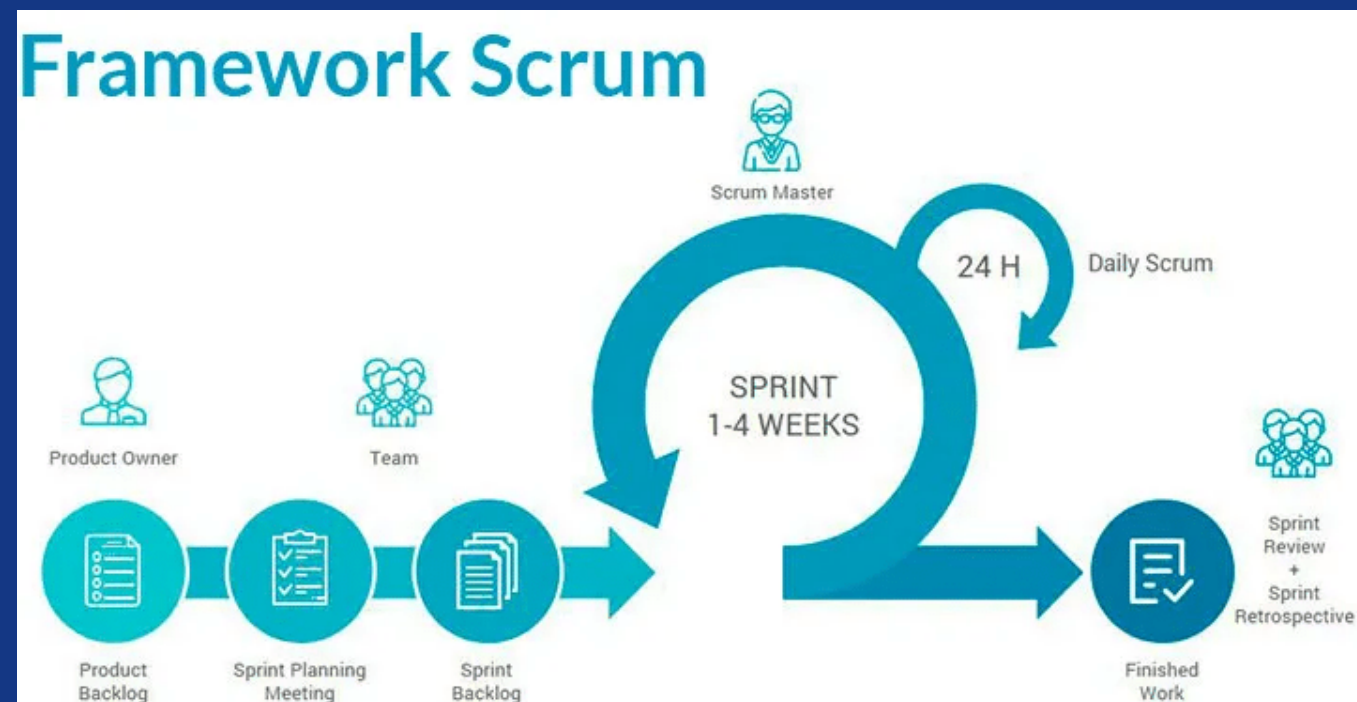 Framework Scrum
Scrum Master
24 H
Daily Scrum
SPRINT
1-4 WEEKS
Product Owner
Team
Sprint
Review
+
Sprint
Retrospective
Product
Backlog
Sprint Planning
Meeting
Sprint
Backlog
Finished
Work